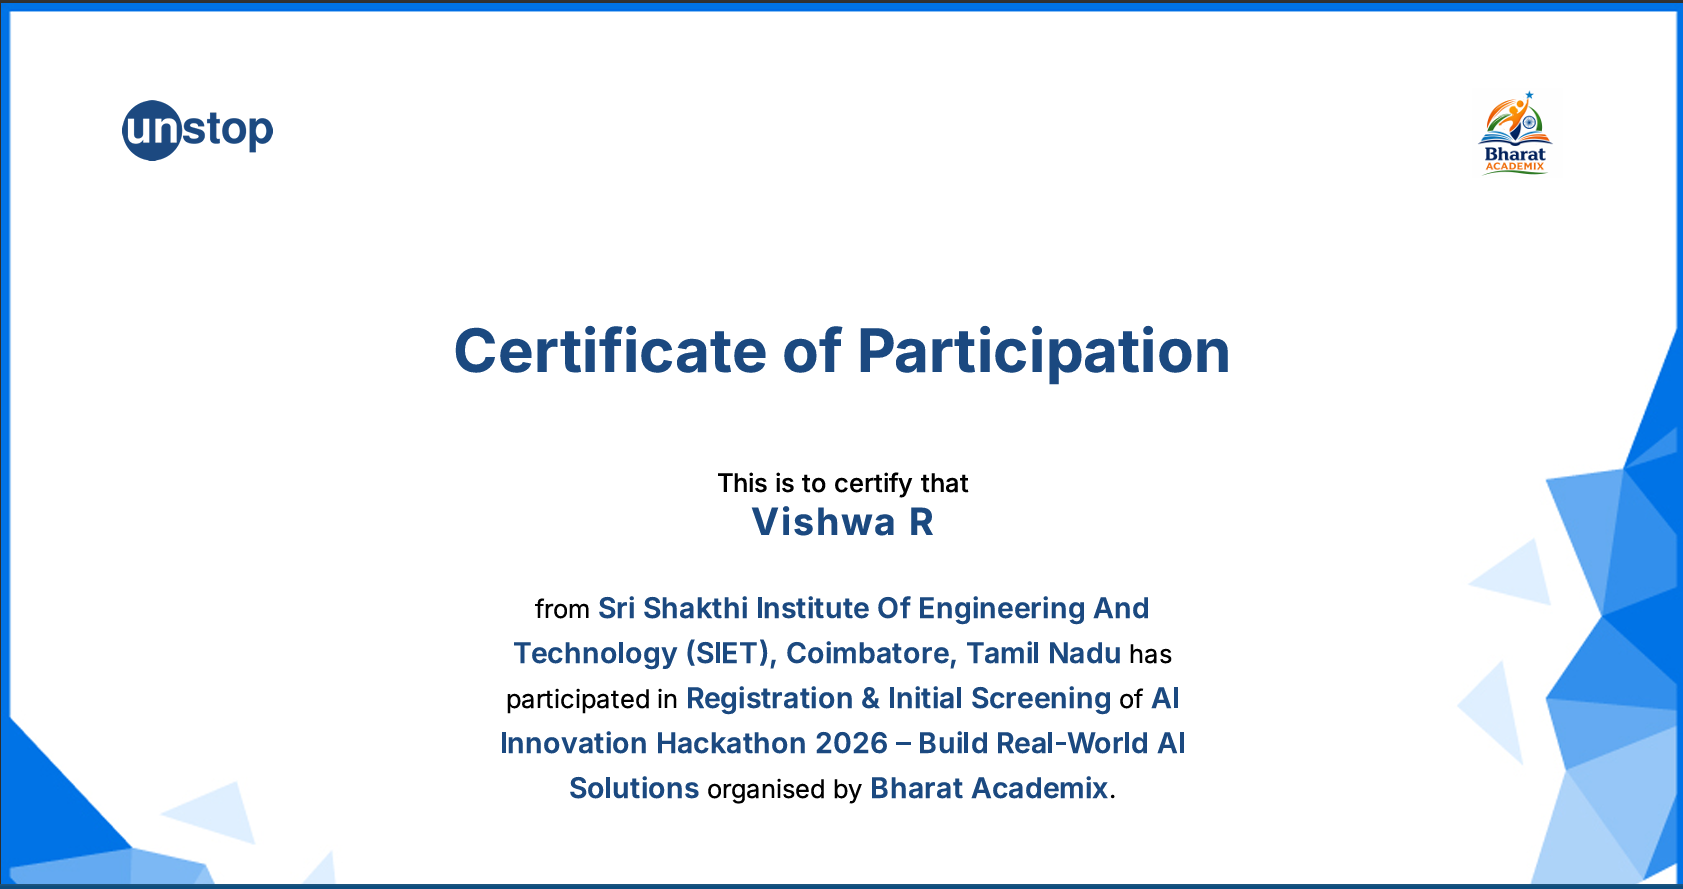 unstop
Bharat
ACADEMIX
Certificate of Participation
This is to certify that
Vishwa R
from Sri Shakthi Institute Of Engineering And
Technology (SIET), Coimbatore, Tamil Nadu has
participated in Registration & Initial Screening of AI
Innovation Hackathon 2026 – Build Real-World AI
Solutions organised by Bharat Academix.